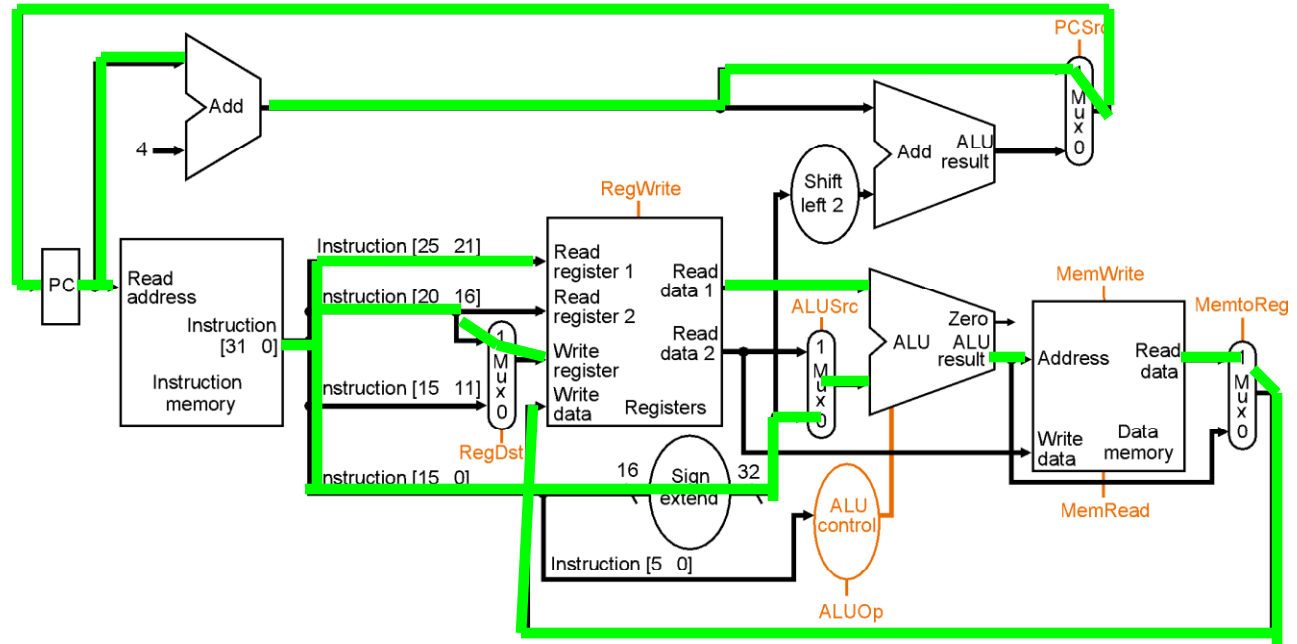 PCSrc
Add
4
1
M
u
x
0
Add
ALU
result
Shift
left 2
RegWrite
PC
Read
address
Instruction
[31 0]
Instruction
memory
Instruction [25 21]
nstruction [20 16]
Instruction [15 11]
nstruction [15 0]
1
M
u
x
0
RegDst
Read
register 1
Read
register 2
Write
register
Write
data
Read
data 1
Read
data 2
Registers
16
Sign
extend
32
Instruction [5 0]
ALUSrc
1
M
u
x
0
ALU
Zero
ALU
result
ALU
control
ALUOp
MemWrite
Address
Read
data
Write
data
Data
memory
MemRead
MemtoReg
1
M
u
x
0